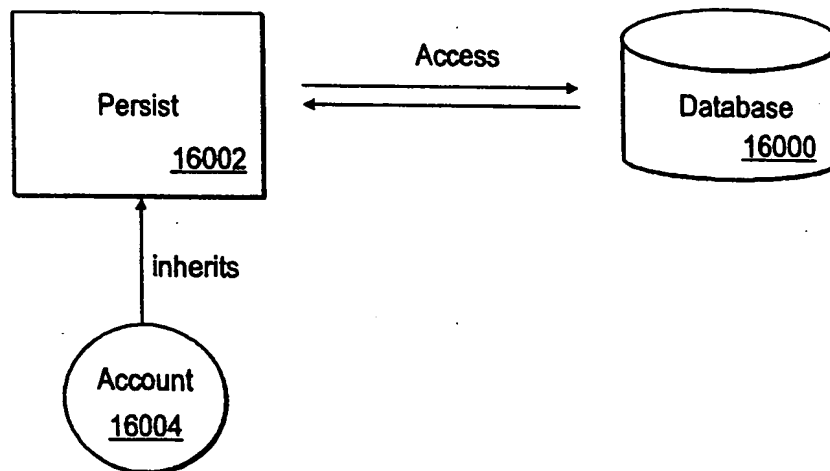 Access
Persist
16002
Database
16000
inherits
Account
16004